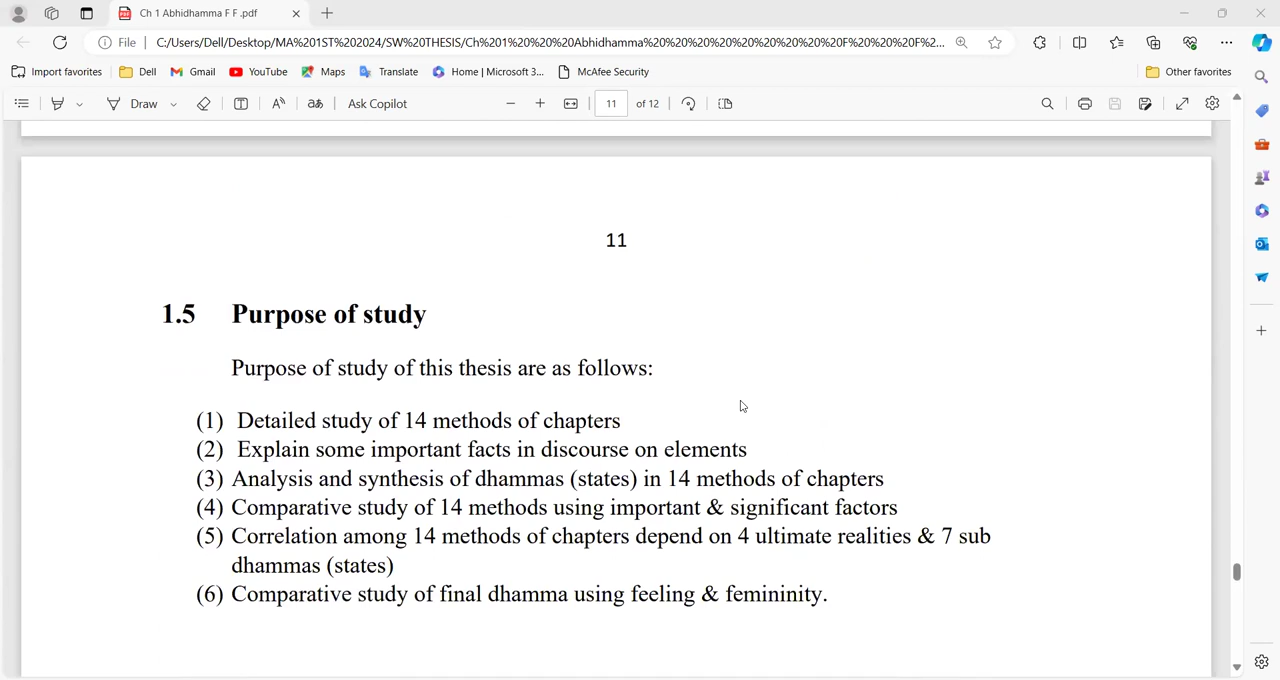 Ch 1 Abhidhamma F F .pdf
File C:/Users/Dell/Desktop/MA%201ST%202024/SW%20THESIS/Ch%201%20%20%20Abhidhamma%20%20%20%20%20%20%20%20%20F%20%20%20F%2...
Import favorites Dell Gmail YouTube Maps Translate Home | Microsoft 3... McAfee Security Other favorites
Draw Ask Copilot 11 of 12
11
1.5 Purpose of study
Purpose of study of this thesis are as follows:
(1) Detailed study of 14 methods of chapters
(2) Explain some important facts in discourse on elements
(3) Analysis and synthesis of dhammas (states) in 14 methods of chapters
(4) Comparative study of 14 methods using important & significant factors
(5) Correlation among 14 methods of chapters depend on 4 ultimate realities & 7 sub
dhammas (states)
(6) Comparative study of final dhamma using feeling & femininity.